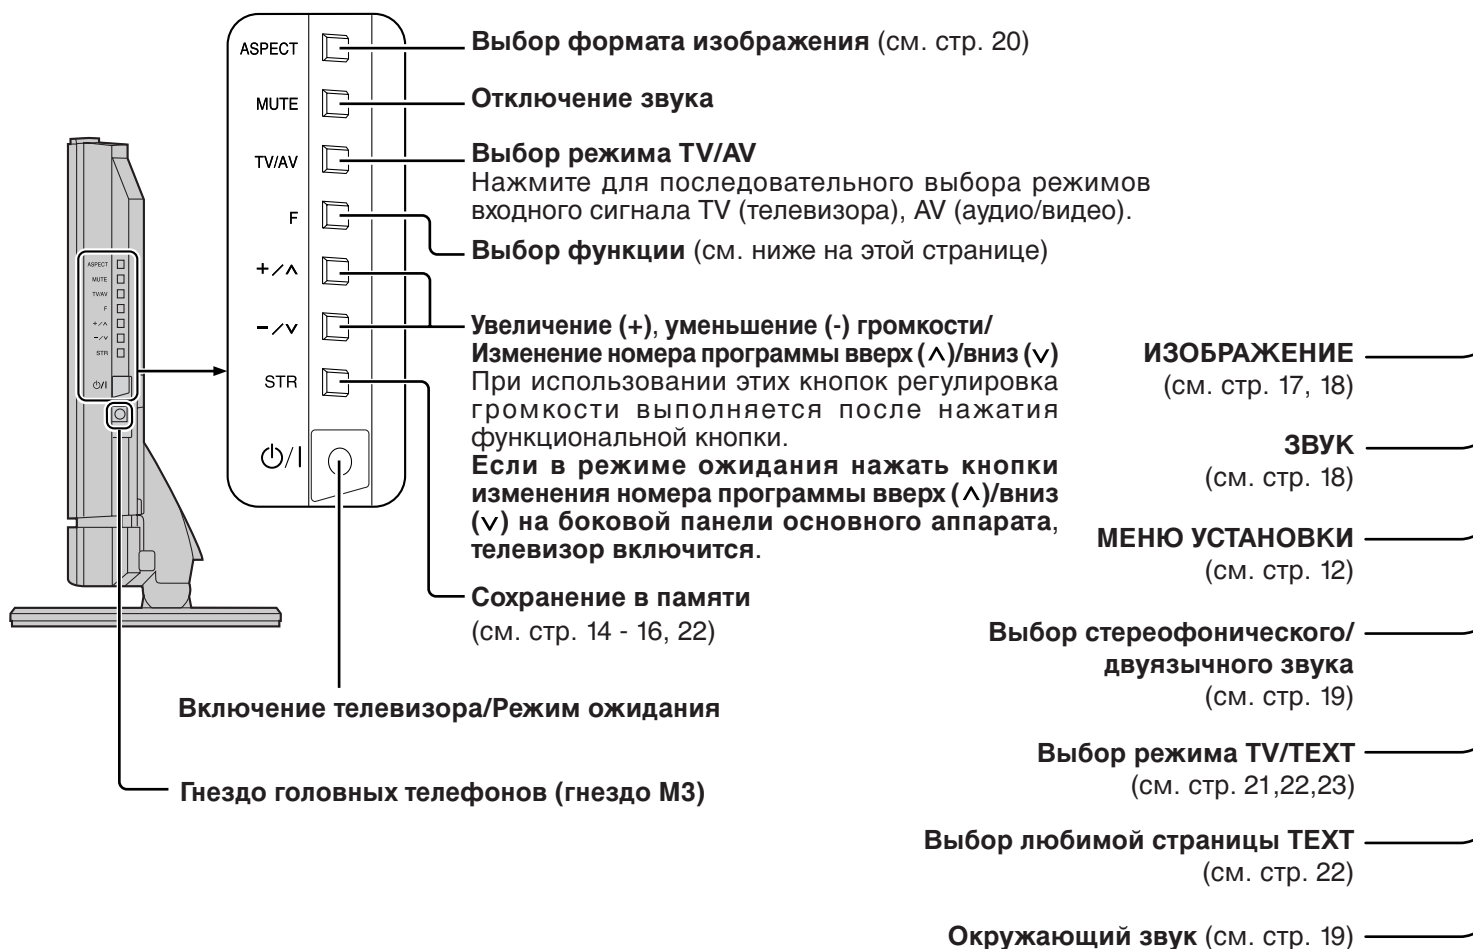 ASPECT
MUTE
TV/AV
F
+/∧
−/∨
STR
⏻/I
ASPECT
MUTE
TV/AV
F
+/∧
−/∨
STR
⏻/I
Выбор формата изображения (см. стр. 20)
Отключение звука
Выбор режима TV/AV
Нажмите для последовательного выбора режимов
входного сигнала TV (телевизора), AV (аудио/видео).
Выбор функции (см. ниже на этой странице)
Увеличение (+), уменьшение (-) громкости/
Изменение номера программы вверх (∧)/вниз (∨)
При использовании этих кнопок регулировка
громкости выполняется после нажатия
функциональной кнопки.
Если в режиме ожидания нажать кнопки
изменения номера программы вверх (∧)/вниз
(∨) на боковой панели основного аппарата,
телевизор включится.
Сохранение в памяти
(см. стр. 14 - 16, 22)
Включение телевизора/Режим ожидания
Гнездо головных телефонов (гнездо М3)
ИЗОБРАЖЕНИЕ
(см. стр. 17, 18)
ЗВУК
(см. стр. 18)
МЕНЮ УСТАНОВКИ
(см. стр. 12)
Выбор стереофонического/
двуязычного звука
(см. стр. 19)
Выбор режима TV/TEXT
(см. стр. 21,22,23)
Выбор любимой страницы TEXT
(см. стр. 22)
Окружающий звук (см. стр. 19)